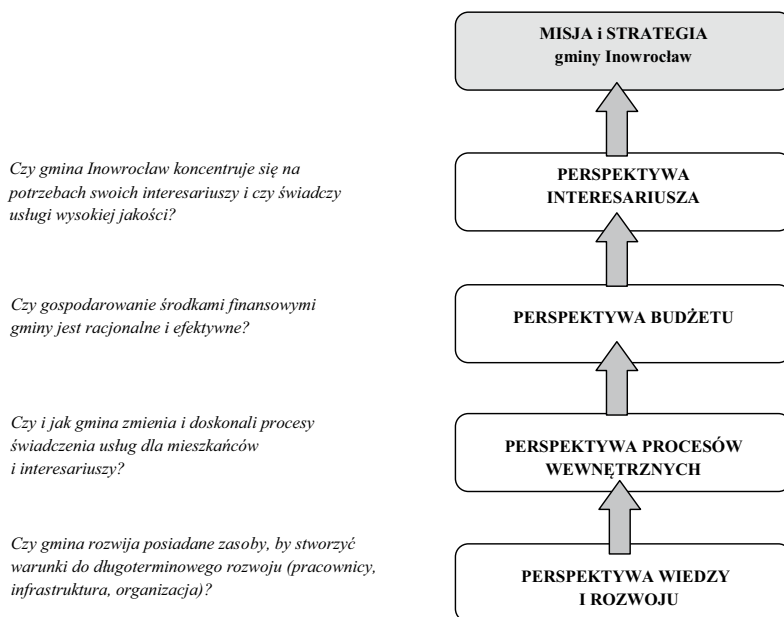 MISJA i STRATEGIA
gminy Inowrocław
Czy gmina Inowrocław koncentruje się na
potrzebach swoich interesariuszy i czy świadczy
usługi wysokiej jakości?
PERSPEKTYWA
INTERESARIUSZA
Czy gospodarowanie środkami finansowymi
gminy jest racjonalne i efektywne?
PERSPEKTYWA BUDŻETU
Czy i jak gmina zmienia i doskonali procesy
świadczenia usług dla mieszkańców
i interesariuszy?
PERSPEKTYWA PROCESÓW
WEWNĘTRZNYCH
Czy gmina rozwija posiadane zasoby, by stworzyć
warunki do długoterminowego rozwoju (pracownicy,
infrastruktura, organizacja)?
PERSPEKTYWA WIEDZY
I ROZWOJU